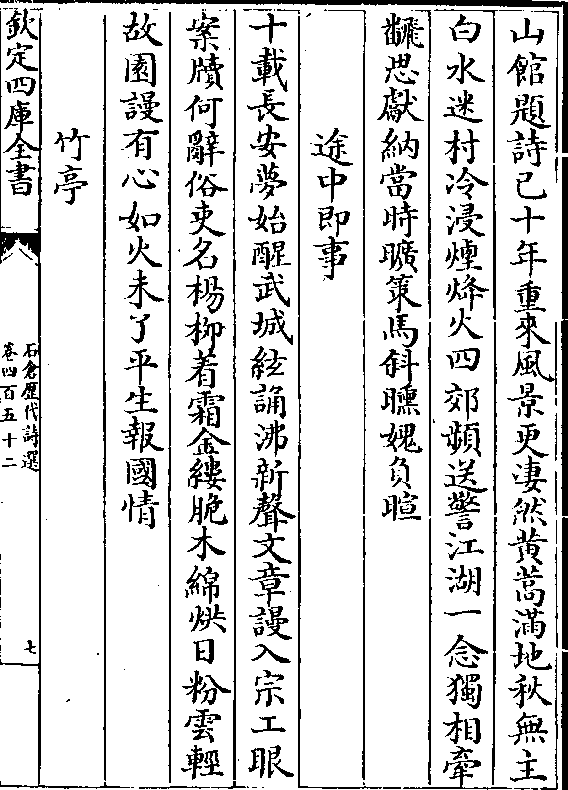 山館題詩已十年重來風景更凄然黄蒿滿地秋無主
白水迷村冷浸煙烽火四郊頻送警江湖一念獨相牽
飜思獻納當時曠策馬斜曛媿負暄
途中即事
十載長安夢始醒武城絃誦沸新聲文章謾入宗工眼
案牘何辭俗吏名楊栁着霜金縷脆木綿烘日粉雲輕
故園謾有心如火未了平生報國情
竹亭
欽定四庫全書
石倉歴代詩選
卷四百五十二
七